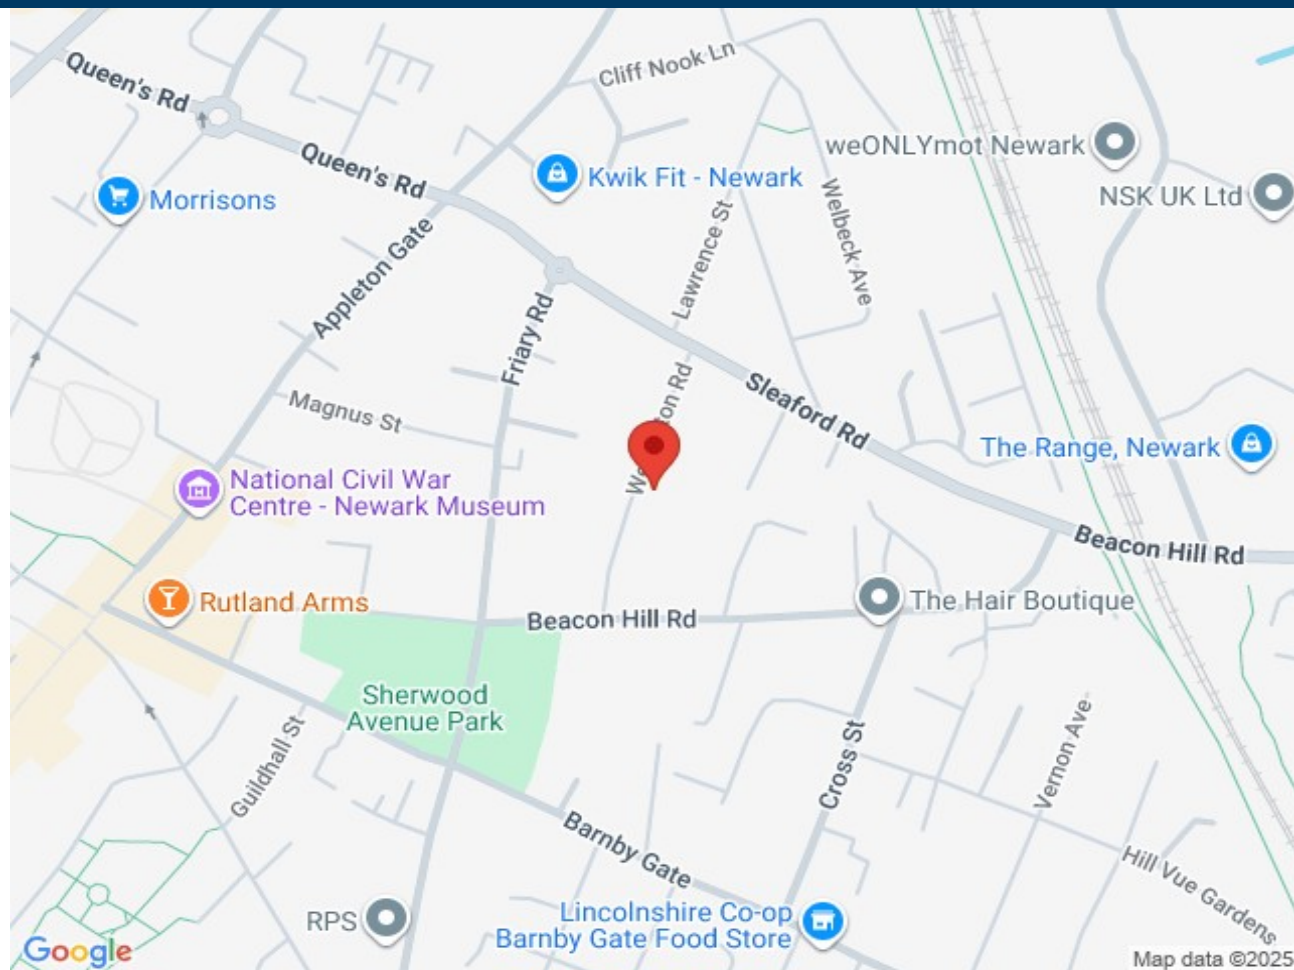 Queen's Rd
Cliff Nook Ln
weONLYmot Newark
Queen's Rd
Kwik Fit - Newark
Morrisons
NSK UK Ltd
Welbeck Ave
Lawrence St
Appleton Gate
Friary Rd
Sleaford Rd
Magnus St
The Range, Newark
National Civil War
Centre - Newark Museum
Beacon Hill Rd
Rutland Arms
The Hair Boutique
Beacon Hill Rd
Sherwood
Avenue Park
Guildhall St
Cross St
Vernon Ave
Barnby Gate
Hill Vue Gardens
RPS
Lincolnshire Co-op
Barnby Gate Food Store
Google
Map data ©2025